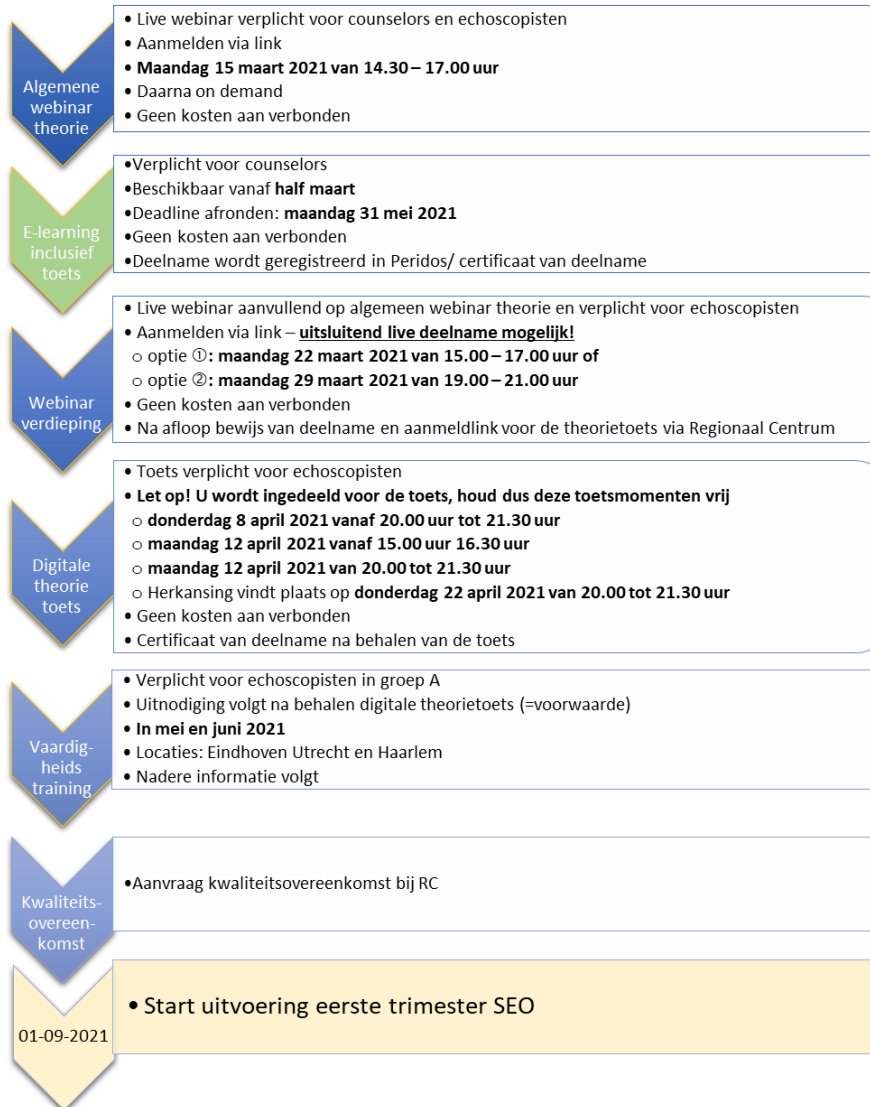 Algemene
webinar
theorie
• Live webinar verplicht voor counselors en echoscopisten
• Aanmelden via link
• Maandag 15 maart 2021 van 14.30 – 17.00 uur
• Daarna on demand
• Geen kosten aan verbonden
E-learning
inclusief
toets
•Verplicht voor counselors
•Beschikbaar vanaf half maart
•Deadline afronden: maandag 31 mei 2021
•Geen kosten aan verbonden
•Deelname wordt geregistreerd in Peridos/ certificaat van deelname
Webinar
verdieping
• Live webinar aanvullend op algemeen webinar theorie en verplicht voor echoscopisten
• Aanmelden via link – uitsluitend live deelname mogelijk!
o optie ①: maandag 22 maart 2021 van 15.00 – 17.00 uur of
o optie ②: maandag 29 maart 2021 van 19.00 – 21.00 uur
• Geen kosten aan verbonden
• Na afloop bewijs van deelname en aanmeldlink voor de theorietoets via Regionaal Centrum
Digitale
theorie
toets
• Toets verplicht voor echoscopisten
• Let op! U wordt ingedeeld voor de toets, houd dus deze toetsmomenten vrij
o donderdag 8 april 2021 vanaf 20.00 uur tot 21.30 uur
o maandag 12 april 2021 vanaf 15.00 uur 16.30 uur
o maandag 12 april 2021 van 20.00 tot 21.30 uur
o Herkansing vindt plaats op donderdag 22 april 2021 van 20.00 tot 21.30 uur
• Geen kosten aan verbonden
• Certificaat van deelname na behalen van de toets
Vaardig-
heids
training
• Verplicht voor echoscopisten in groep A
• Uitnodiging volgt na behalen digitale theorietoets (=voorwaarde)
• In mei en juni 2021
• Locaties: Eindhoven Utrecht en Haarlem
• Nadere informatie volgt
Kwaliteits-
overeen-
komst
•Aanvraag kwaliteitsovereenkomst bij RC
01-09-2021
• Start uitvoering eerste trimester SEO